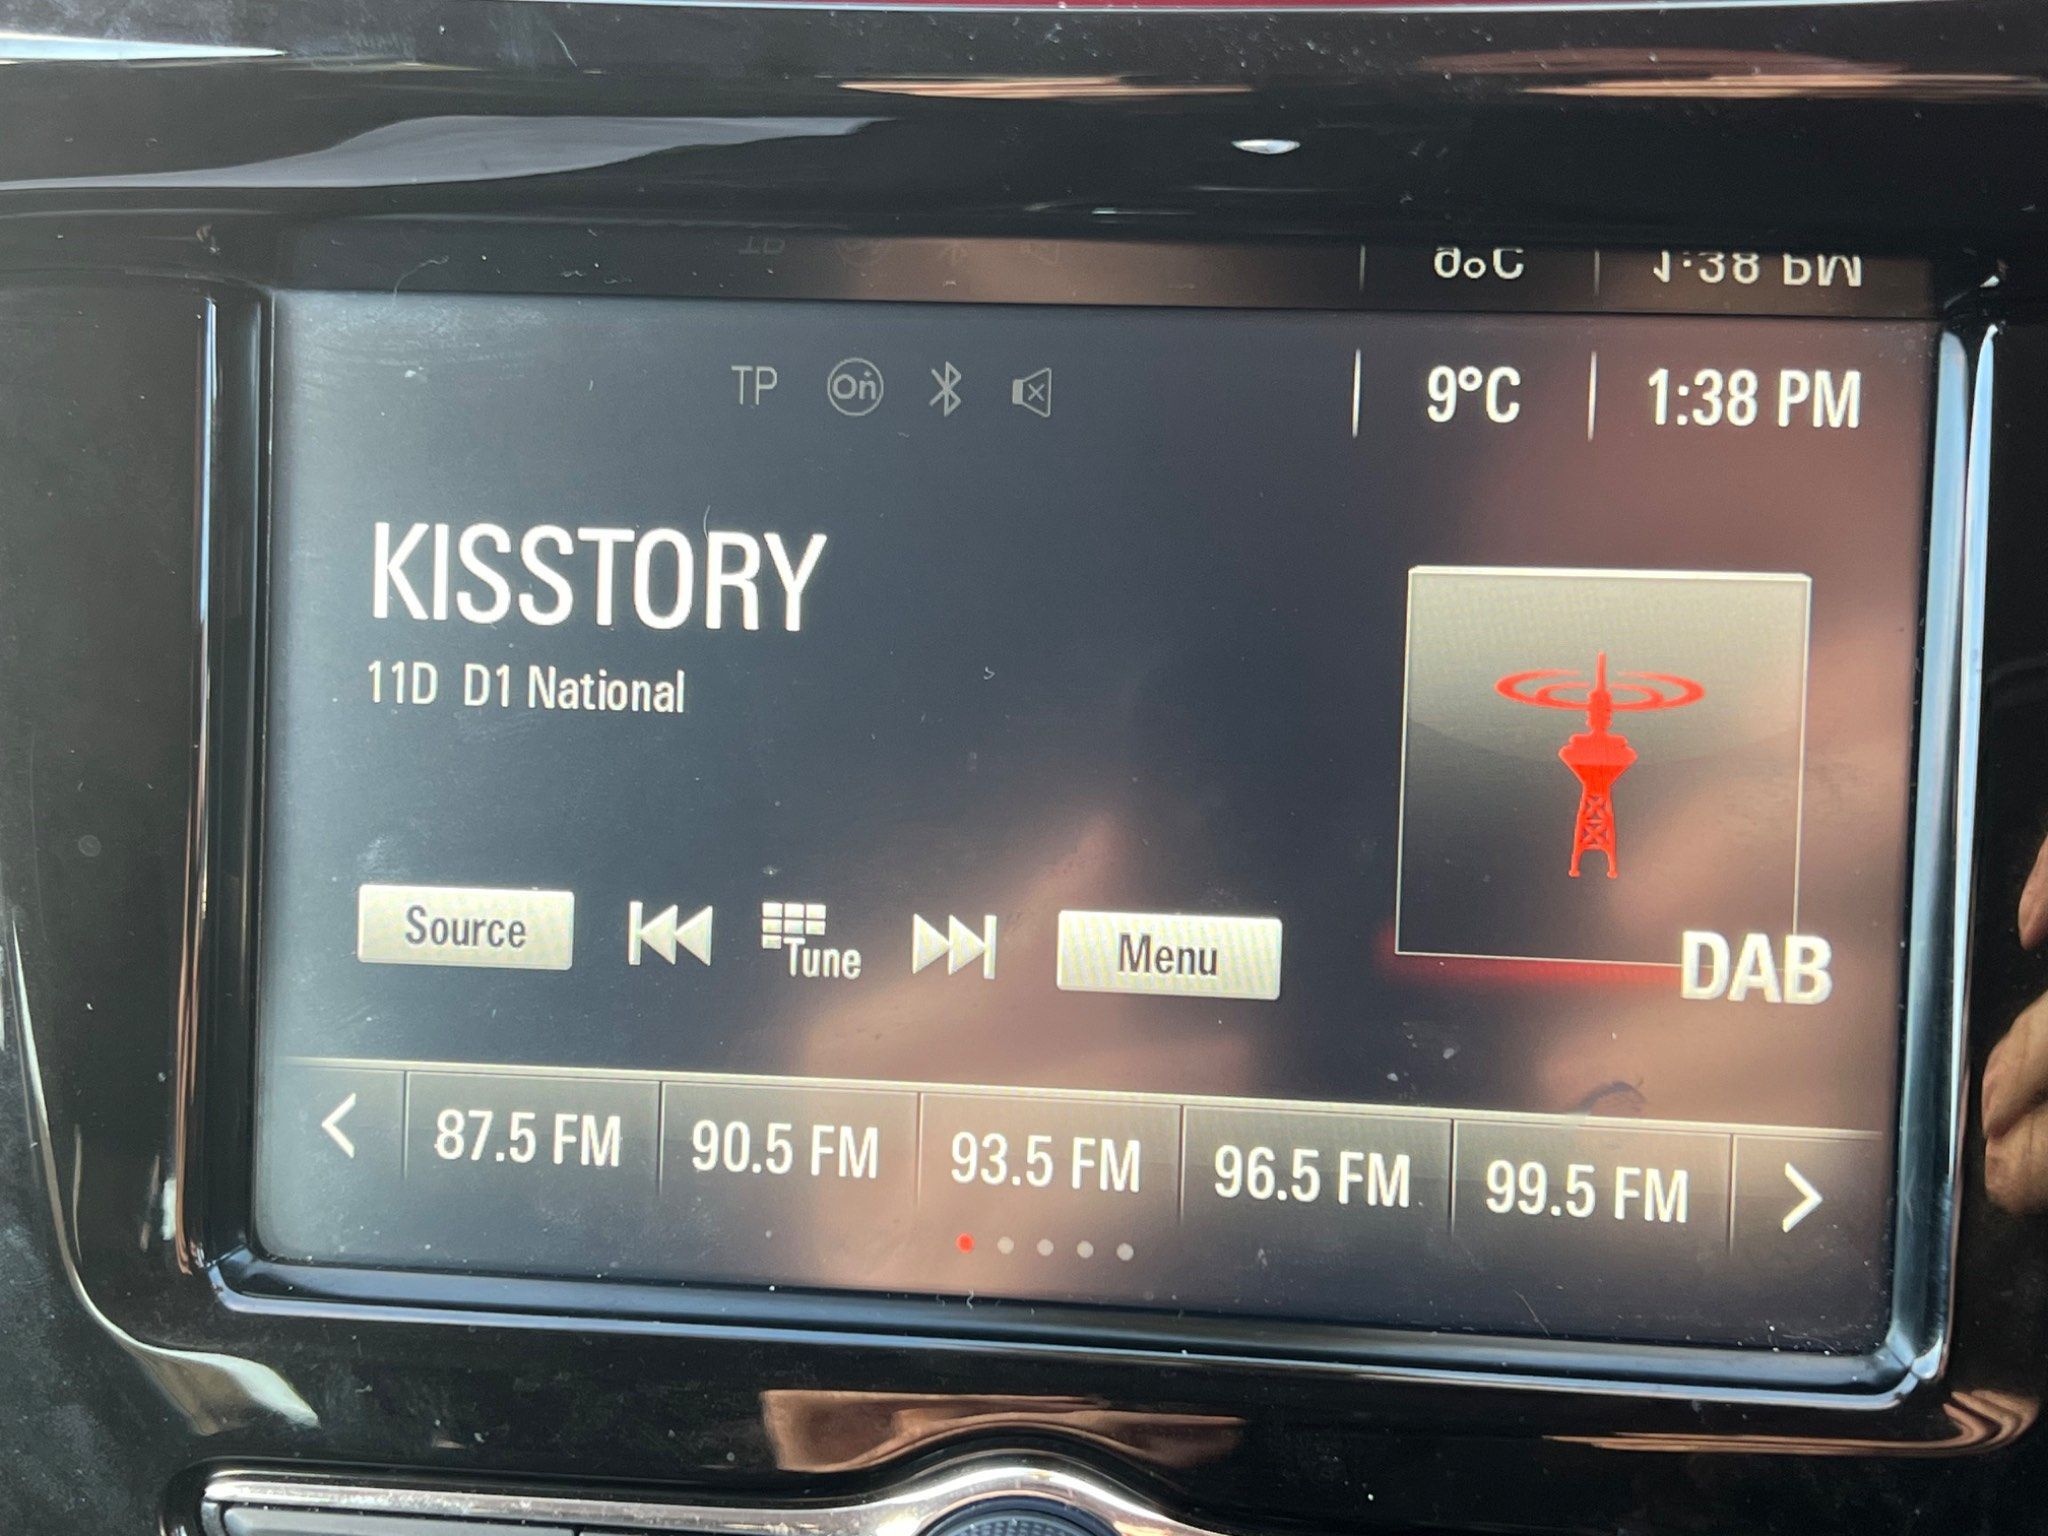 TP On 9°C 1:38 PM
KISSTORY
11D D1 National
Source Tune Menu
DAB
87.5 FM 90.5 FM 93.5 FM 96.5 FM 99.5 FM